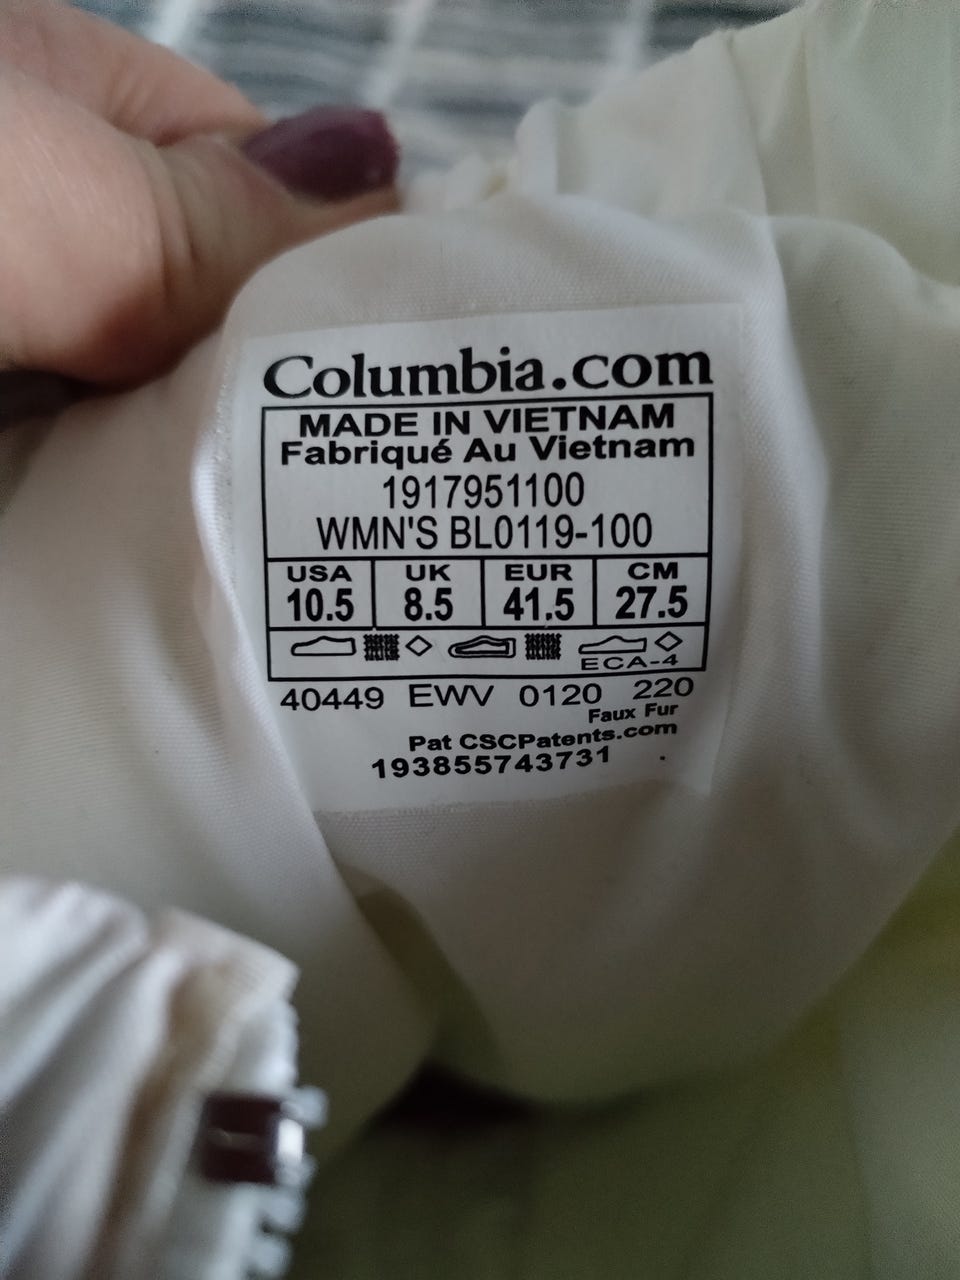 Columbia.com
MADE IN VIETNAM
Fabriqué Au Vietnam
1917951100
WMN'S BL0119-100
USA UK EUR CM
10.5 8.5 41.5 27.5
ECA-4
40449 EWV 0120 220
Faux Fur
Pat CSCPatents.com
193855743731